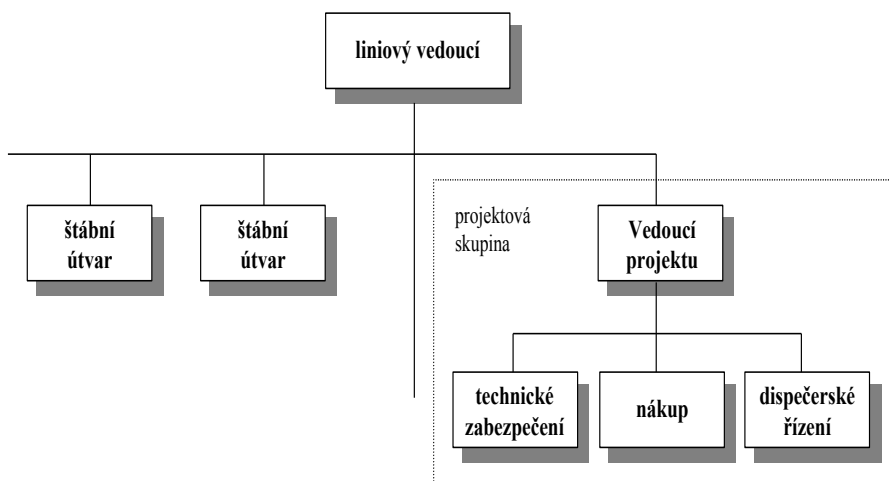 liniový vedoucí
štábní
útvar
štábní
útvar
projektová
skupina
Vedoucí
projektu
technické
zabezpečení
nákup
dispečerské
řízení